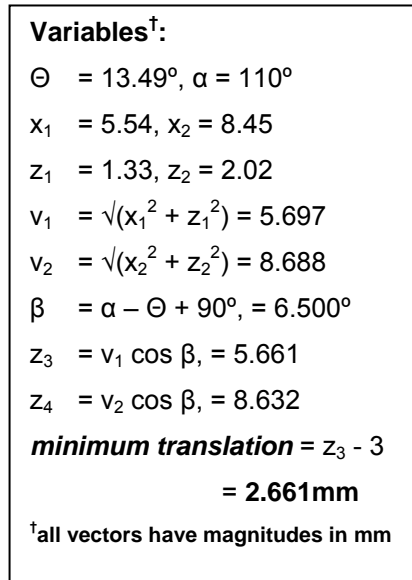 Variables†:
Θ = 13.49º, α = 110º
x₁ = 5.54, x₂ = 8.45
z₁ = 1.33, z₂ = 2.02
v₁ = √(x₁² + z₁²) = 5.697
v₂ = √(x₂² + z₂²) = 8.688
β = α – Θ + 90º, = 6.500º
z₃ = v₁ cos β, = 5.661
z₄ = v₂ cos β, = 8.632
minimum translation = z₃ - 3
= 2.661mm
†all vectors have magnitudes in mm